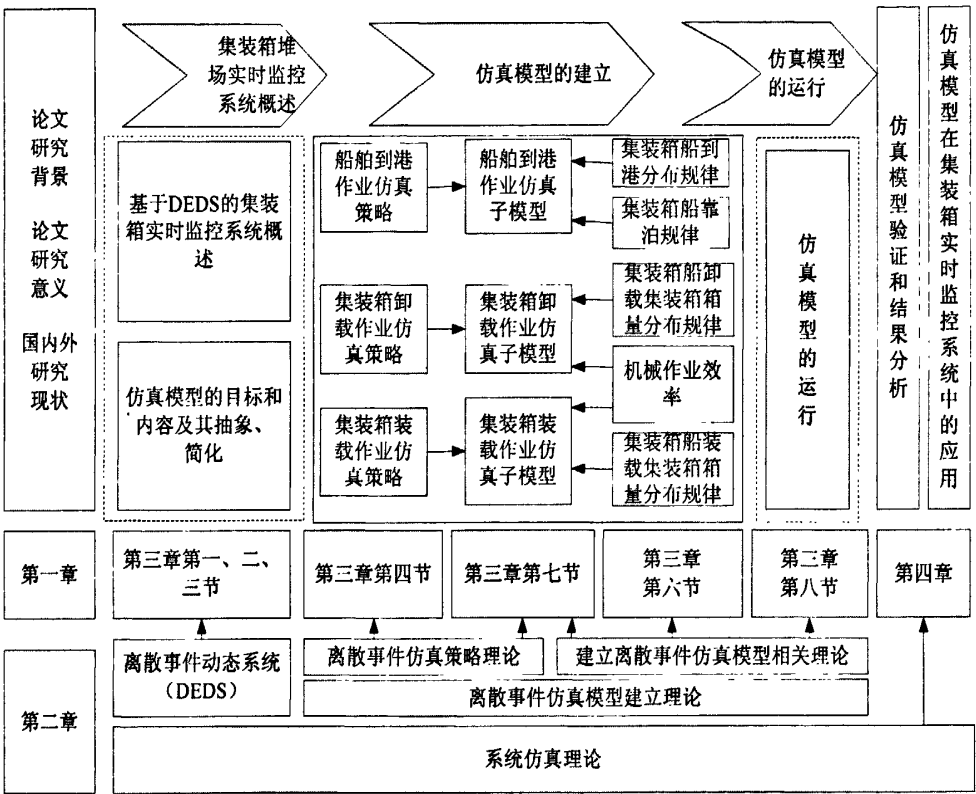 论文
研究
背景
论文
研究
意义
国内外
研究
现状
集装箱堆
场实时监控
系统概述
仿真模型的建立
仿真模型
的运行
基于DEDS的集装
箱实时监控系统概
述
仿真模型的目标和
内容及其抽象、
简化
船舶到港
作业仿真
策略
船舶到港
作业仿真
子模型
集装箱船到
港分布规律
集装箱船靠
泊规律
集装箱卸
载作业仿
真策略
集装箱卸
载作业仿
真子模型
集装箱船卸
载集装箱箱
量分布规律
机械作业效
率
集装箱装
载作业仿
真策略
集装箱装
载作业仿
真子模型
集装箱船装
载集装箱箱
量分布规律
仿真模型的运行
仿真模型验证和结果分析
仿真模型在集装箱实时监控系统中的应用
第一章
第三章第一、二、
三节
第三章第四节
第三章第七节
第三章
第六节
第三章
第八节
第四章
第二章
离散事件动态系统
（DEDS）
离散事件仿真策略理论
建立离散事件仿真模型相关理论
离散事件仿真模型建立理论
系统仿真理论